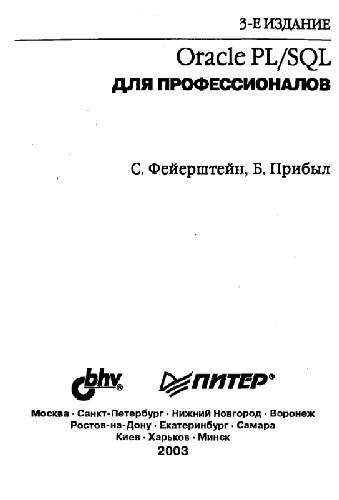 3-Е ИЗДАНИЕ
Oracle PL/SQL
ДЛЯ ПРОФЕССИОНАЛОВ
С. Фейерштейн, Б. Прибыл
bhv® ПИТЕР®
Москва · Санкт-Петербург · Нижний Новгород · Воронеж
Ростов-на-Дону · Екатеринбург · Самара
Киев · Харьков · Минск
2003